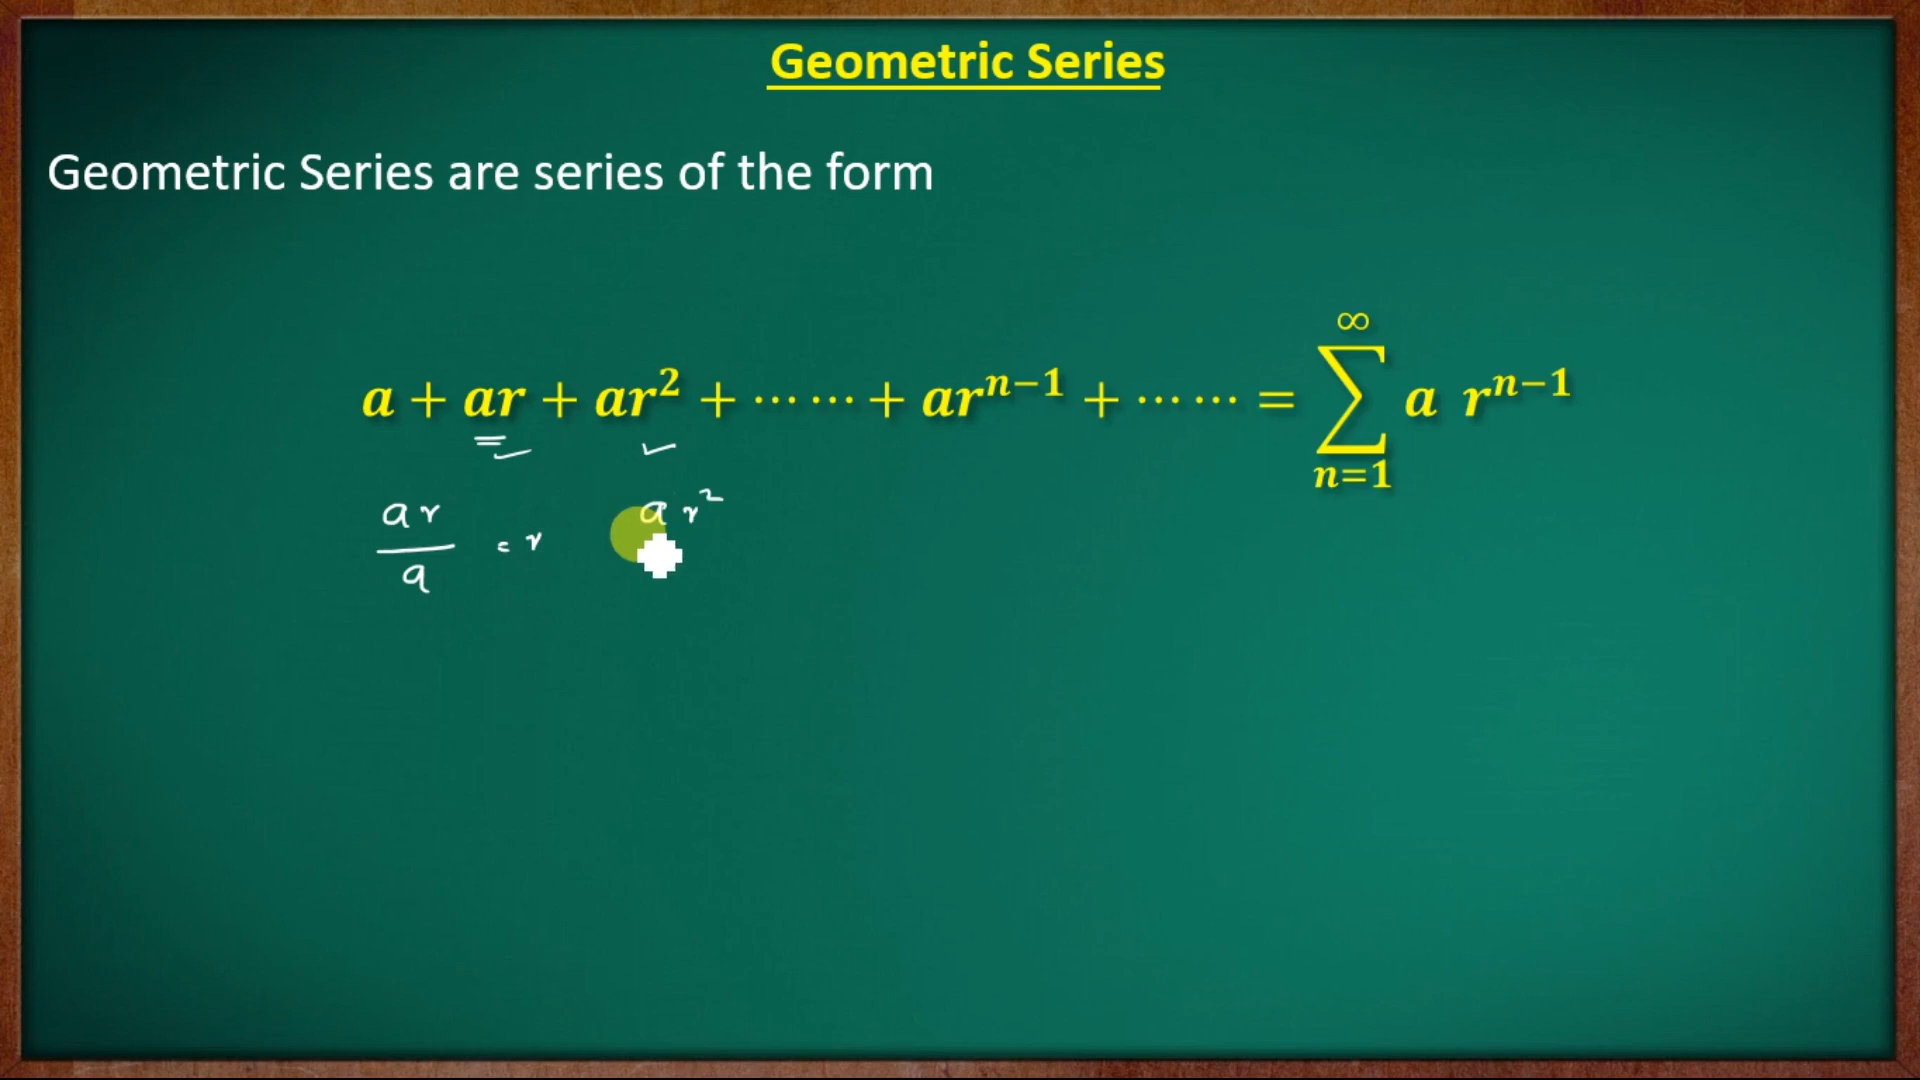 Geometric Series
Geometric Series are series of the form
a + ar + ar² + ⋯⋯ + arⁿ⁻¹ + ⋯⋯ = ∑_{n=1}^{∞} a rⁿ⁻¹
ar/a = r ar²